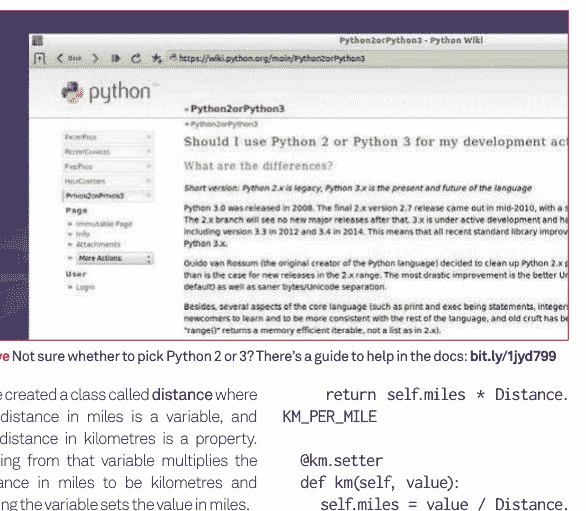 Python2orPython3 - Python Wiki
Back
https://wiki.python.org/moin/Python2orPython3
python
Python2orPython3
Python2orPython3
FrontPage
RecentChanges
FindPage
HelpContents
Python2orPython3
Page
Immutable Page
Info
Attachments
More Actions:
User
Login
Should I use Python 2 or Python 3 for my development act
What are the differences?
Short version: Python 2.x is legacy, Python 3.x is the present and future of the language
Python 3.0 was released in 2008. The final 2.x version 2.7 release came out in mid-2010, with a s
The 2.x branch will see no new major releases after that. 3.x is under active development and ha
including version 3.3 in 2012 and 3.4 in 2014. This means that all recent standard library improv
Python 3.x.
Guido van Rossum (the original creator of the Python language) decided to clean up Python 2.x p
than is the case for new releases in the 2.x range. The most drastic improvement is the better Un
default) as well as saner bytes/Unicode separation.
Besides, several aspects of the core language (such as print and exec being statements, integers
newcomers to learn and to be more consistent with the rest of the language, and old cruft has be
"range()" returns a memory efficient iterable, not a list as in 2.x).
ve Not sure whether to pick Python 2 or 3? There's a guide to help in the docs: bit.ly/1jyd799
e created a class called distance where
distance in miles is a variable, and
distance in kilometres is a property.
ing from that variable multiplies the
ance in miles to be kilometres and
ng the variable sets the value in miles.
return self.miles * Distance.
KM_PER_MILE
@km.setter
def km(self, value):
self.miles = value / Distance.